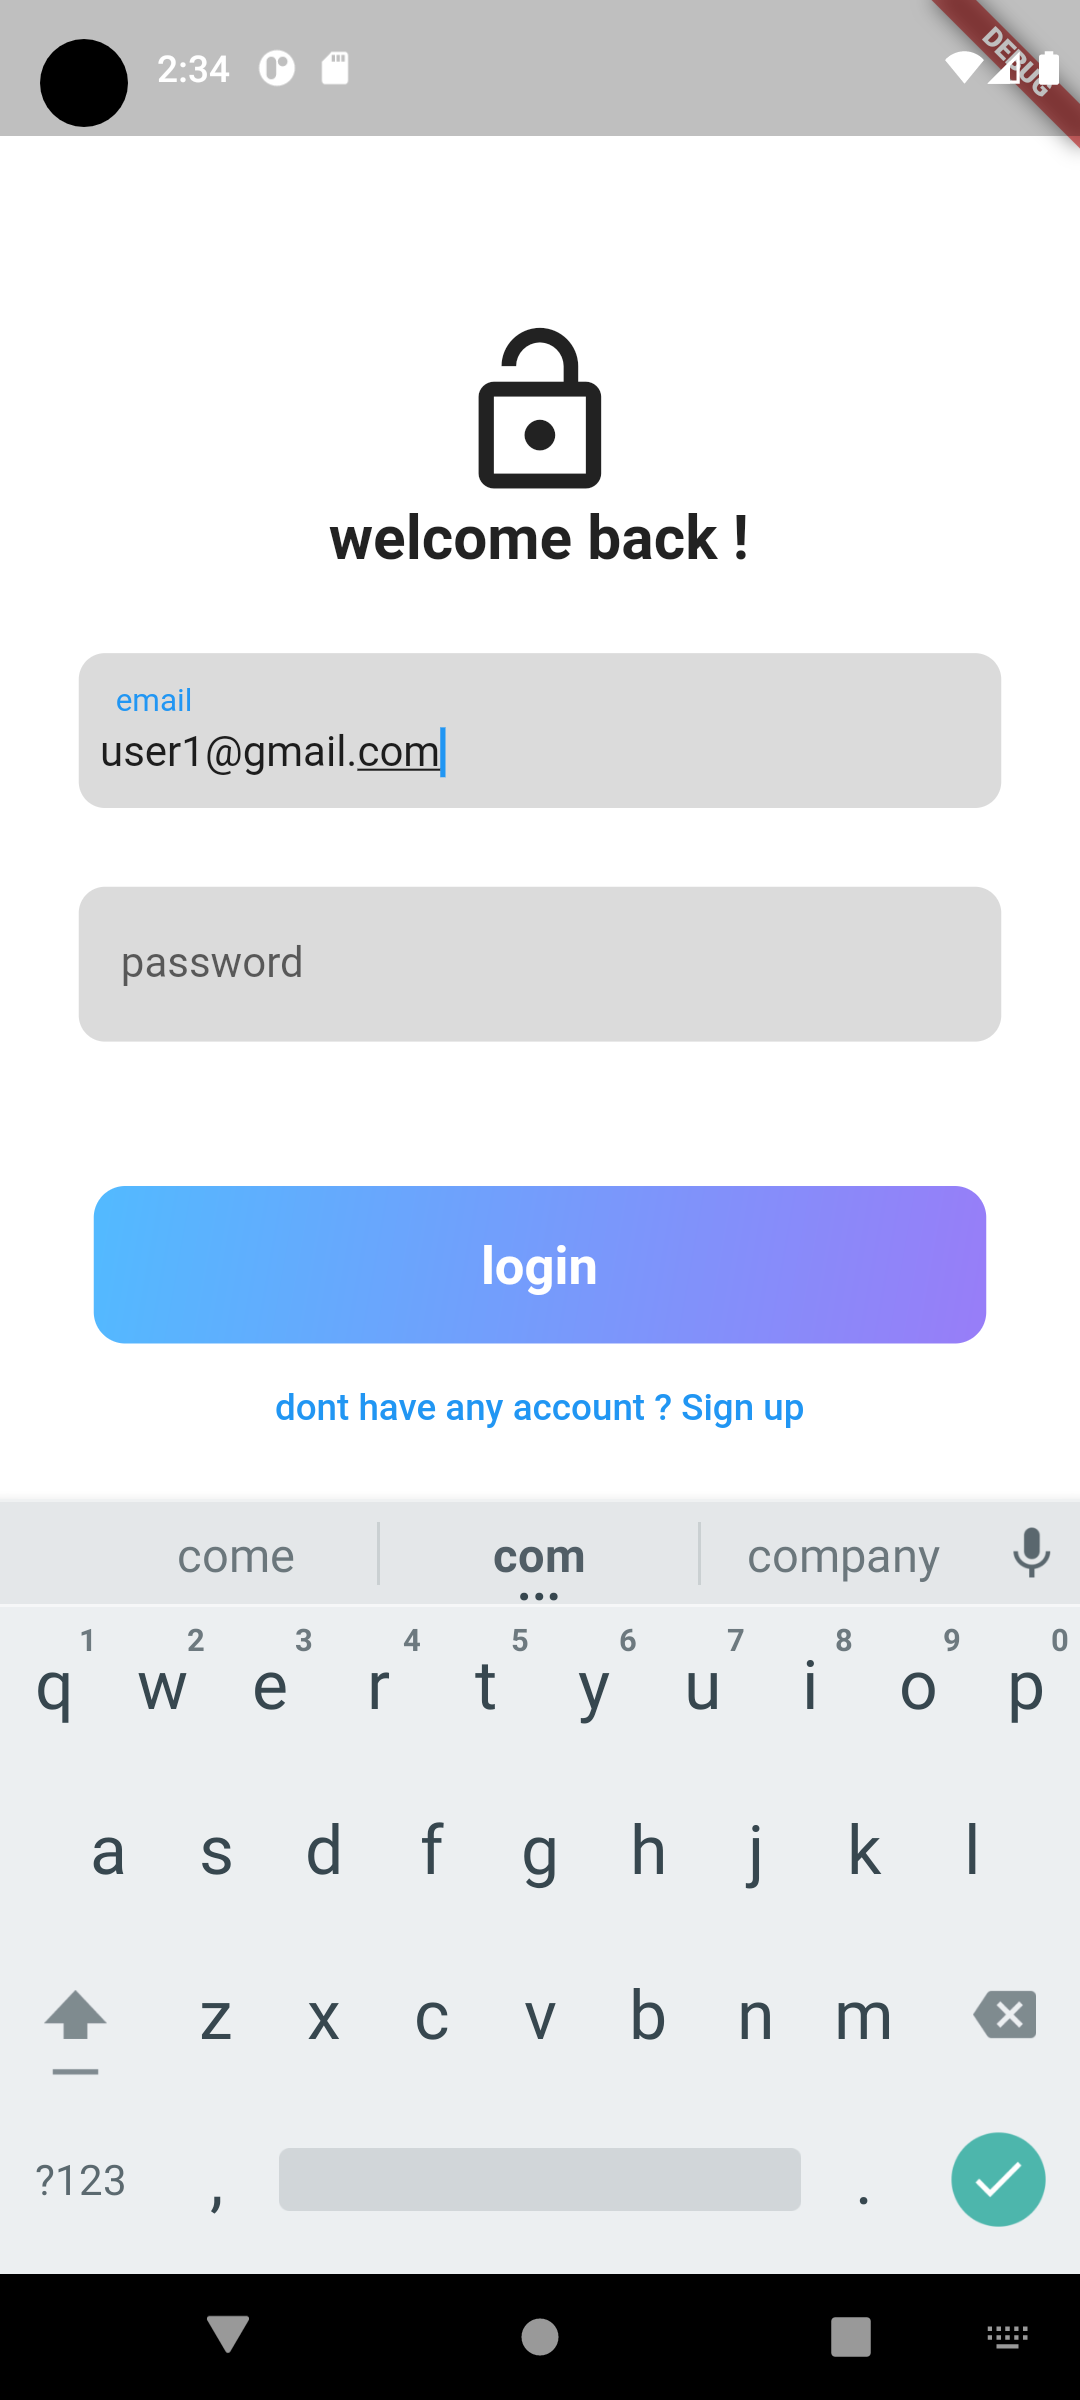 2:34
DEBUG
welcome back !
email
user1@gmail.com
password
login
dont have any account ? Sign up
come com company
1 2 3 4 5 6 7 8 9 0
q w e r t y u i o p
a s d f g h j k l
z x c v b n m
?123 , .